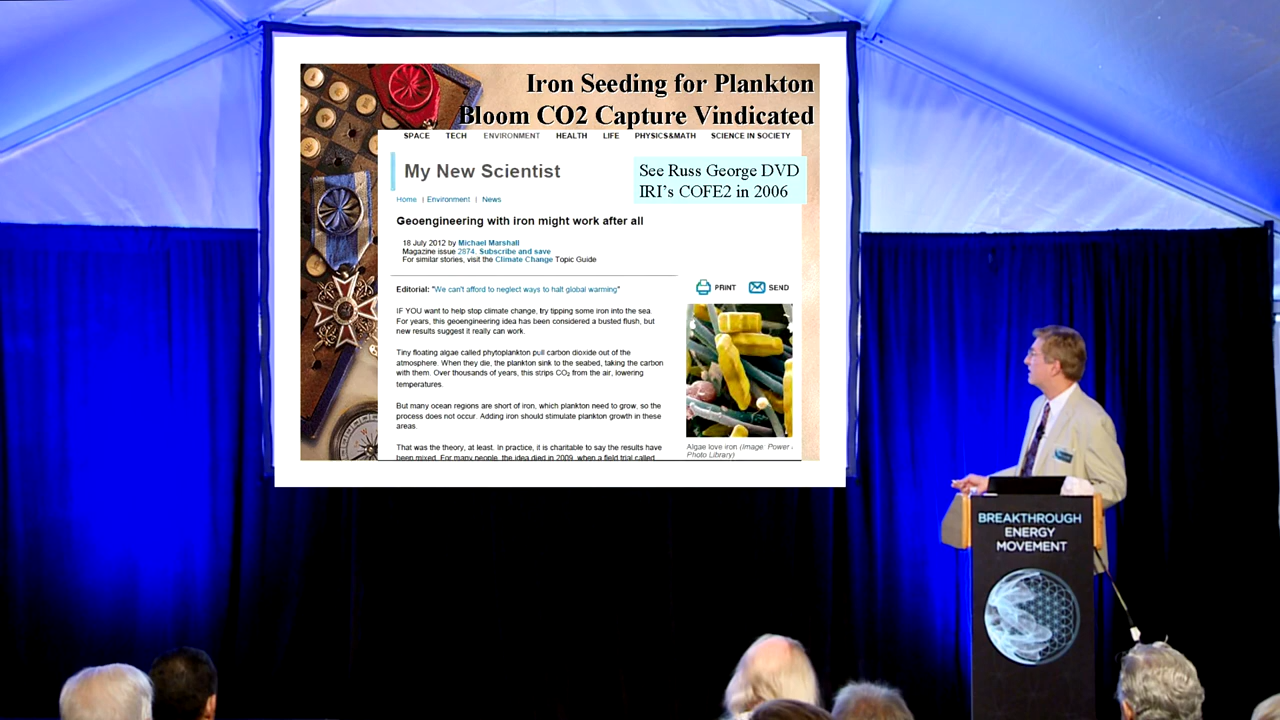 Iron Seeding for Plankton
Bloom CO2 Capture Vindicated
SPACE TECH ENVIRONMENT HEALTH LIFE PHYSICS&MATH SCIENCE IN SOCIETY
My New Scientist
See Russ George DVD
IRI's COFE2 in 2006
Home | Environment | News
Geoengineering with iron might work after all
18 July 2012 by Michael Marshall
Magazine issue 2874. Subscribe and save
For similar stories, visit the Climate Change Topic Guide
Editorial: "We can't afford to neglect ways to halt global warming"
PRINT SEND
IF YOU want to help stop climate change, try tipping some iron into the sea.
For years, this geoengineering idea has been considered a busted flush, but
new results suggest it really can work.
Tiny floating algae called phytoplankton pull carbon dioxide out of the
atmosphere. When they die, the plankton sink to the seabed, taking the carbon
with them. Over thousands of years, this strips CO₂ from the air, lowering
temperatures.
But many ocean regions are short of iron, which plankton need to grow, so the
process does not occur. Adding iron should stimulate plankton growth in these
areas.
That was the theory, at least. In practice, it is charitable to say the results have
been mixed. For many people, the idea died in 2009, when a field trial called
Algae love iron (Image: Power
Photo Library)
BREAKTHROUGH
ENERGY
MOVEMENT